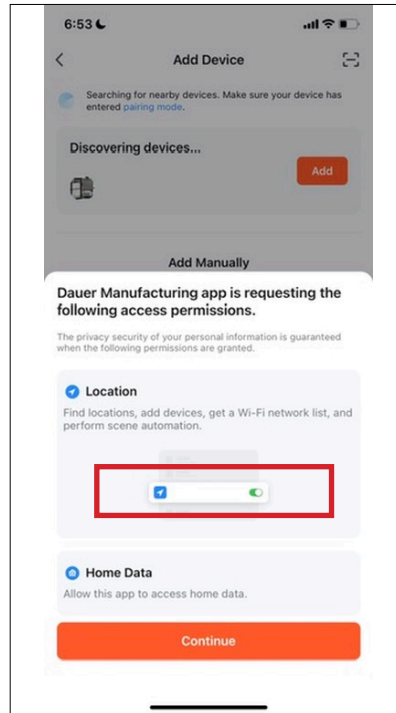 6:53
Add Device
Searching for nearby devices. Make sure your device has
entered pairing mode.
Discovering devices...
Add
Add Manually
Dauer Manufacturing app is requesting the
following access permissions.
The privacy security of your personal information is guaranteed
when the following permissions are granted.
Location
Find locations, add devices, get a Wi-Fi network list, and
perform scene automation.
Home Data
Allow this app to access home data.
Continue